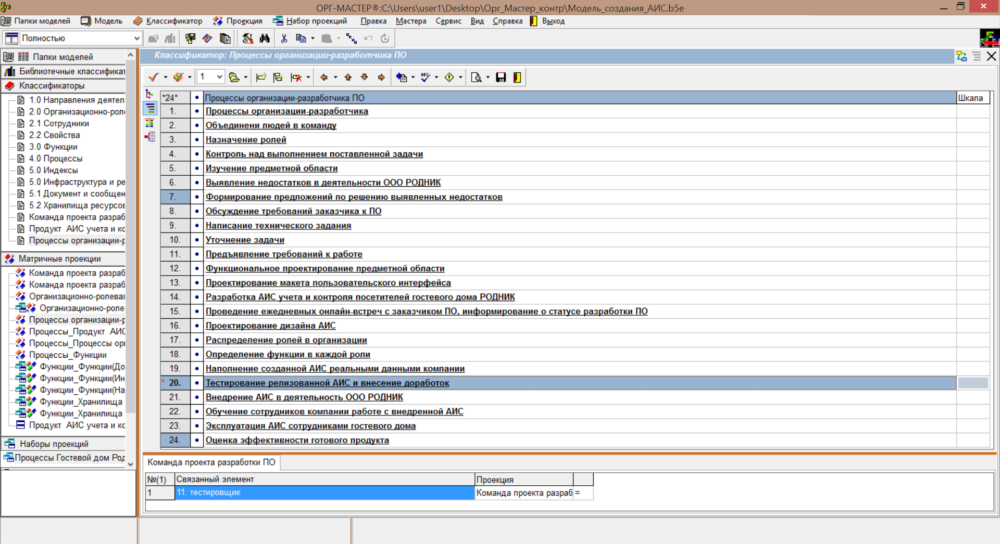 ОРГ-МАСТЕР®:C:\Users\user1\Desktop\Орг_Мастер_контр\Модель_создания_АИС.b5e
Папки моделей Модель Классификатор Проекция Набор проекций Правка Мастера Сервис Вид Справка Выход
Полностью
Папки моделей
Библиотечные классификат
Классификаторы
1.0 Направления деятел
2.0 Организационно-рол
2.1 Сотрудники
2.2 Свойства
3.0 Функции
4.0 Процессы
5.0 Индексы
5.0 Инфраструктура и ре
5.1 Документ и сообщен
5.2 Хранилища ресурсов
Команда проекта разраб
Продукт АИС учета и кс
Процессы организации-р
Матричные проекции
Команда проекта разраб
Команда проекта разраб
Организационно-ролевая
Организационно-роле
Процессы организации-р
Процессы_Продукт АИС
Процессы_Процессы орг
Процессы_Функции
Функции_Функции(До
Функции_Функции(Ин
Функции_Функции(На
Функции_Хранилища
Функции_Хранилища
Продукт АИС учета и кс
Наборы проекций
Процессы Гостевой дом Род
Классификатор: Процессы организации-разработчика ПО
1
*24* Процессы организации-разработчика ПО Шкала
1. Процессы организации-разработчика
2. Объединени людей в команду
3. Назначение ролей
4. Контроль над выполнением поставленной задачи
5. Изучение предметной области
6. Выявление недостатков в деятельности ООО РОДНИК
7. Формирование предложений по решению выявленных недостатков
8. Обсуждение требований заказчика к ПО
9. Написание технического задания
10. Уточнение задачи
11. Предъявление требований к работе
12. Функциональное проектирование предметной области
13. Проектирование макета пользовательского интерфейса
14. Разработка АИС учета и контроля посетителей гостевого дома РОДНИК
15. Проведение ежедневных онлайн-встреч с заказчиком ПО, информирование о статусе разработки ПО
16. Проектирование дизайна АИС
17. Распределение ролей в организации
18. Определение функции в каждой роли
19. Наполнение созданной АИС реальными данными компании
* 20. Тестирование релизованной АИС и внесение доработок
21. Внедрение АИС в деятельность ООО РОДНИК
22. Обучение сотрудников компании работе с внедренной АИС
23. Эксплуатация АИС сотрудниками гостевого дома
24. Оценка эффективности готового продукта
Команда проекта разработки ПО
№(1) Связанный элемент Проекция
1 11. тестировщик Команда проекта разраб =